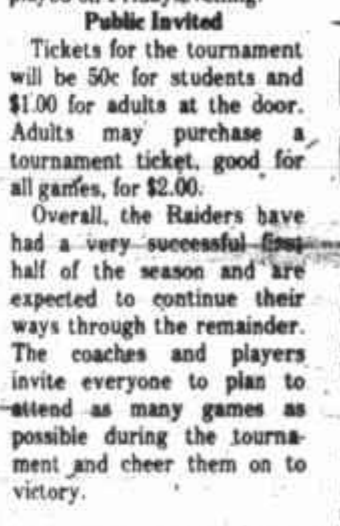 Public Invited
Tickets for the tournament
will be 50c for students and
$1.00 for adults at the door.
Adults may purchase a
tournament ticket, good for
all games, for $2.00.
Overall, the Raiders have
had a very successful first
half of the season and are
expected to continue their
ways through the remainder.
The coaches and players
invite everyone to plan to
attend as many games as
possible during the tourna-
ment and cheer them on to
victory.